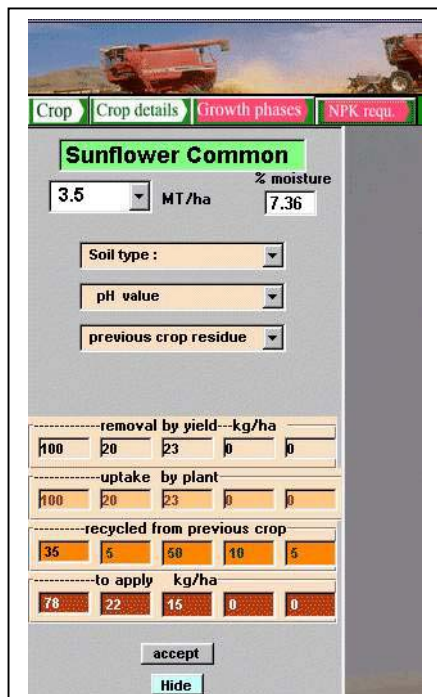 Crop Crop details Growth phases NPK requ.
Sunflower Common
% moisture
3.5 MT/ha 7.36
Soil type :
pH value
previous crop residue
-----------removal by yield---kg/ha
100 20 23 0 0
-----------uptake by plant
100 20 23 0 0
------recycled from previous crop
35 5 50 10 5
-----------to apply kg/ha
78 22 15 0 0
accept
Hide